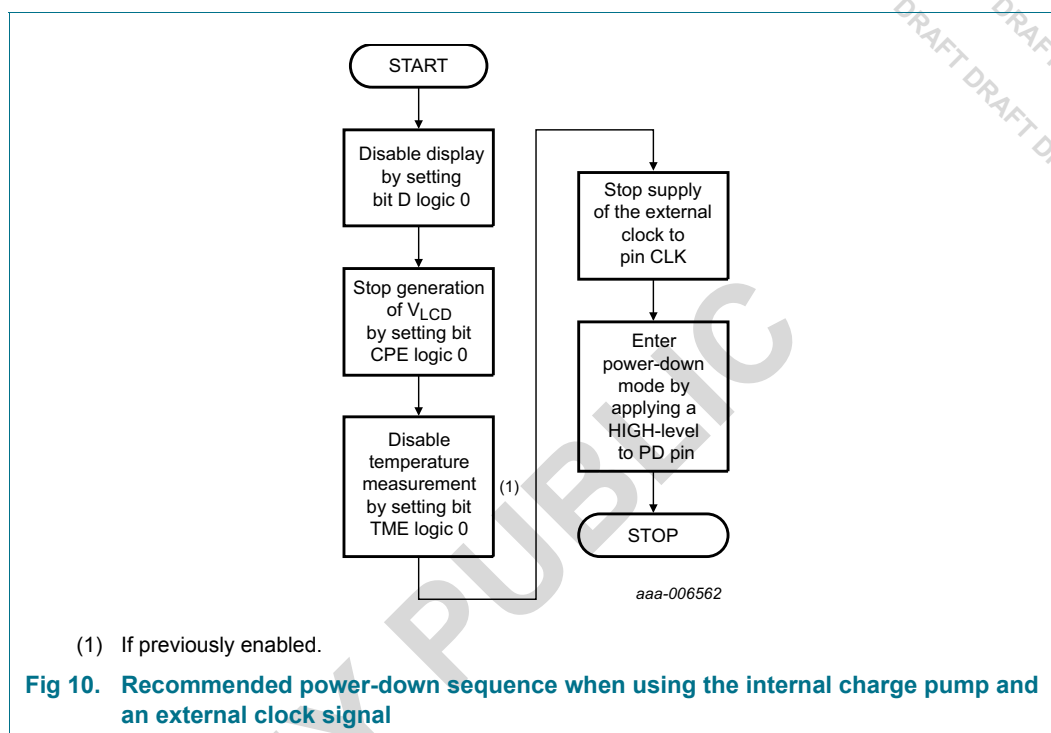 DRAFT
DRAFT DRAFT D
START
Disable display
by setting
bit D logic 0
Stop generation
of VLCD
by setting bit
CPE logic 0
Disable
temperature
measurement
by setting bit
TME logic 0
(1)
Stop supply
of the external
clock to
pin CLK
Enter
power-down
mode by
applying a
HIGH-level
to PD pin
STOP
aaa-006562
(1) If previously enabled.
Fig 10. Recommended power-down sequence when using the internal charge pump and
an external clock signal
Y PUBLIC